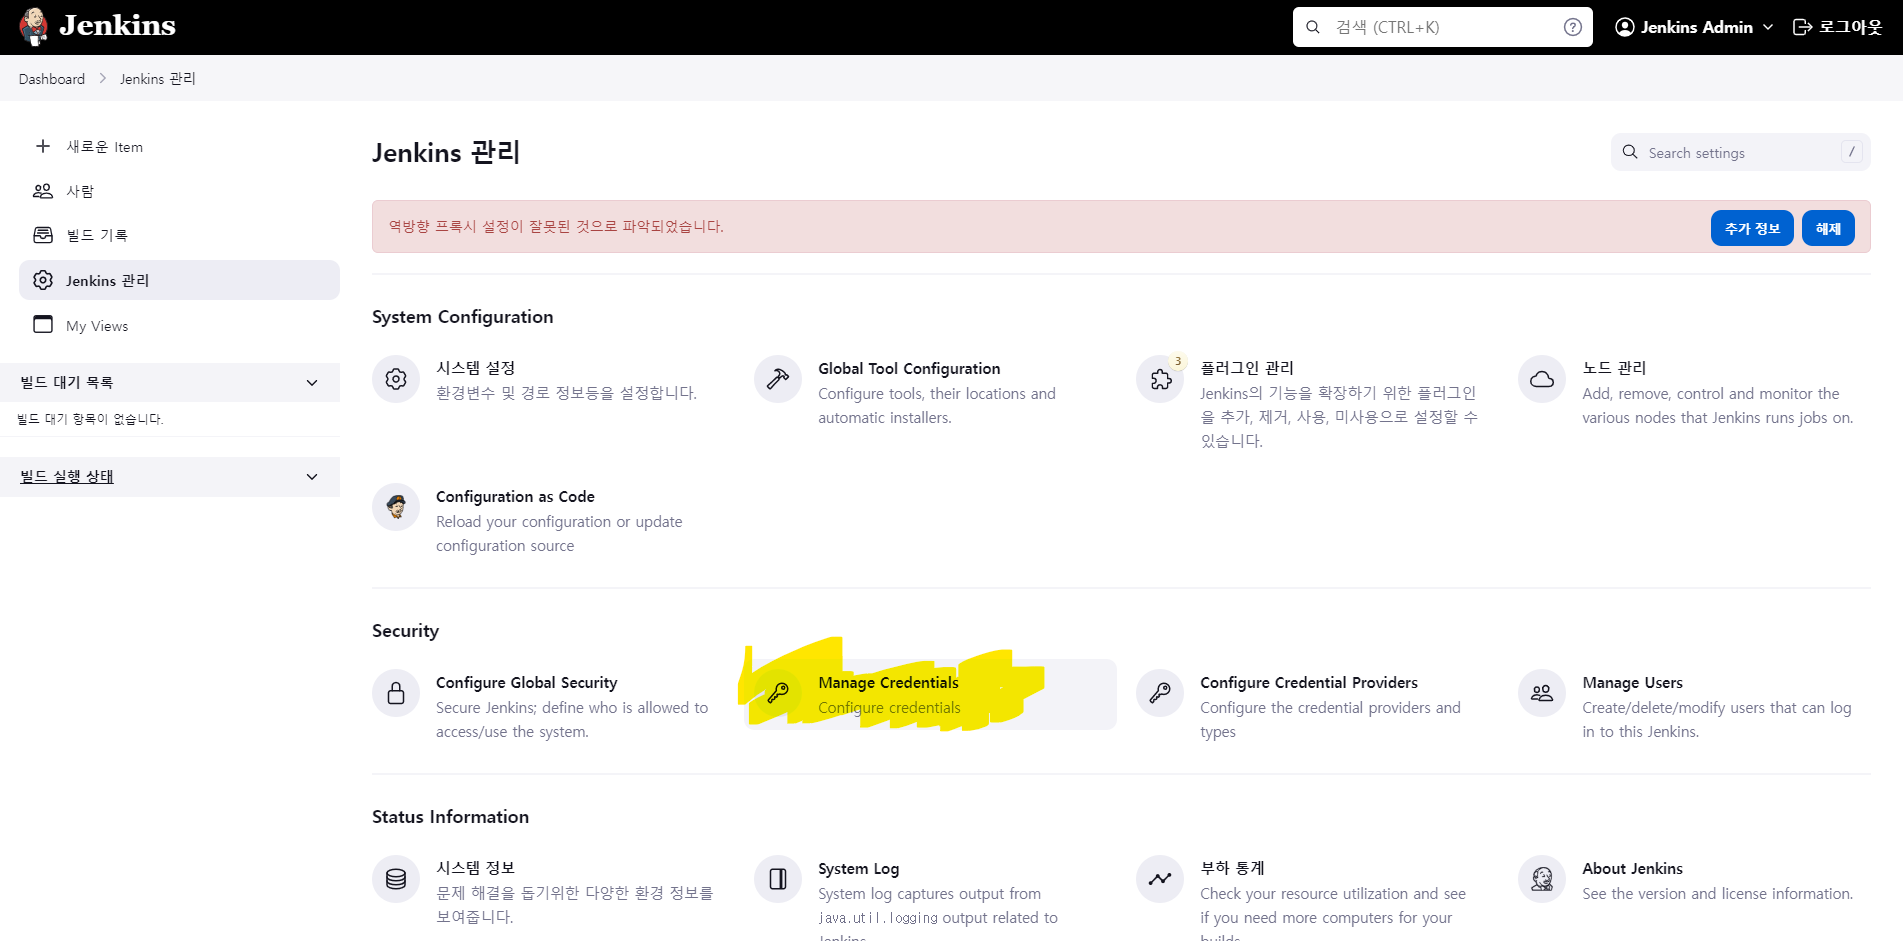 Jenkins
검색 (CTRL+K)
?
Jenkins Admin
로그아웃
Dashboard
Jenkins 관리
새로운 Item
사람
빌드 기록
Jenkins 관리
My Views
빌드 대기 목록
빌드 대기 항목이 없습니다.
빌드 실행 상태
Jenkins 관리
Search settings
/
역방향 프록시 설정이 잘못된 것으로 파악되었습니다.
추가 정보
해제
System Configuration
시스템 설정
환경변수 및 경로 정보등을 설정합니다.
Global Tool Configuration
Configure tools, their locations and
automatic installers.
3
플러그인 관리
Jenkins의 기능을 확장하기 위한 플러그인
을 추가, 제거, 사용, 미사용으로 설정할 수
있습니다.
노드 관리
Add, remove, control and monitor the
various nodes that Jenkins runs jobs on.
Configuration as Code
Reload your configuration or update
configuration source
Security
Configure Global Security
Secure Jenkins; define who is allowed to
access/use the system.
Manage Credentials
Configure credentials
Configure Credential Providers
Configure the credential providers and
types
Manage Users
Create/delete/modify users that can log
in to this Jenkins.
Status Information
시스템 정보
문제 해결을 돕기위한 다양한 환경 정보를
보여줍니다.
System Log
System log captures output from
java.util.logging output related to
Jenkins
부하 통계
Check your resource utilization and see
if you need more computers for your
builds
About Jenkins
See the version and license information.